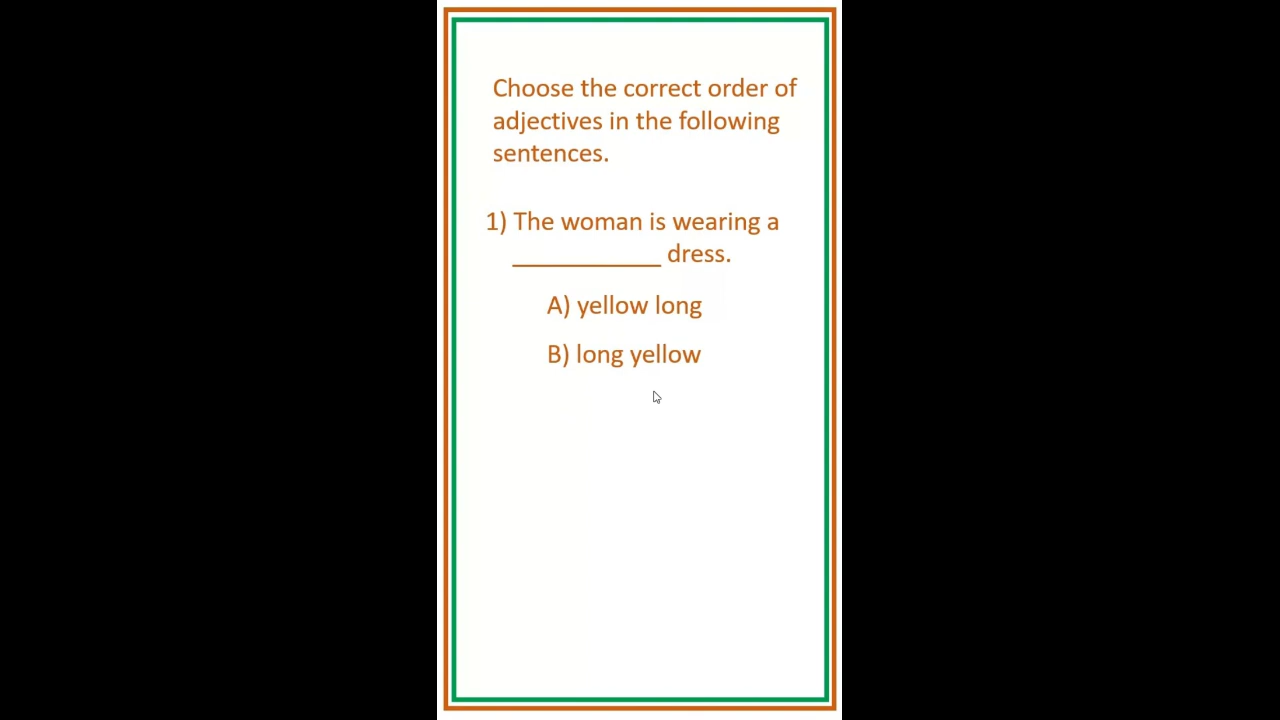 Choose the correct order of
adjectives in the following
sentences.
1) The woman is wearing a
___________ dress.
A) yellow long
B) long yellow